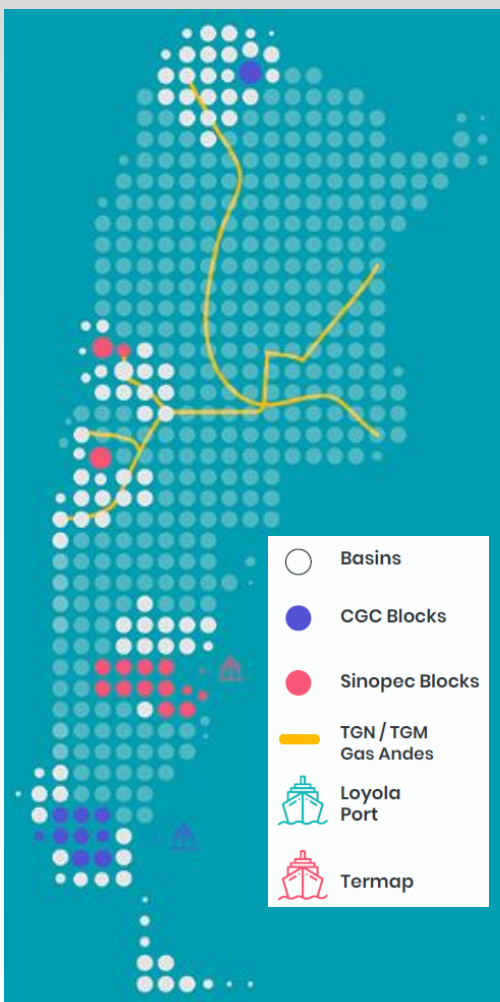 Basins
CGC Blocks
Sinopec Blocks
TGN / TGM
Gas Andes
Loyola
Port
Termap